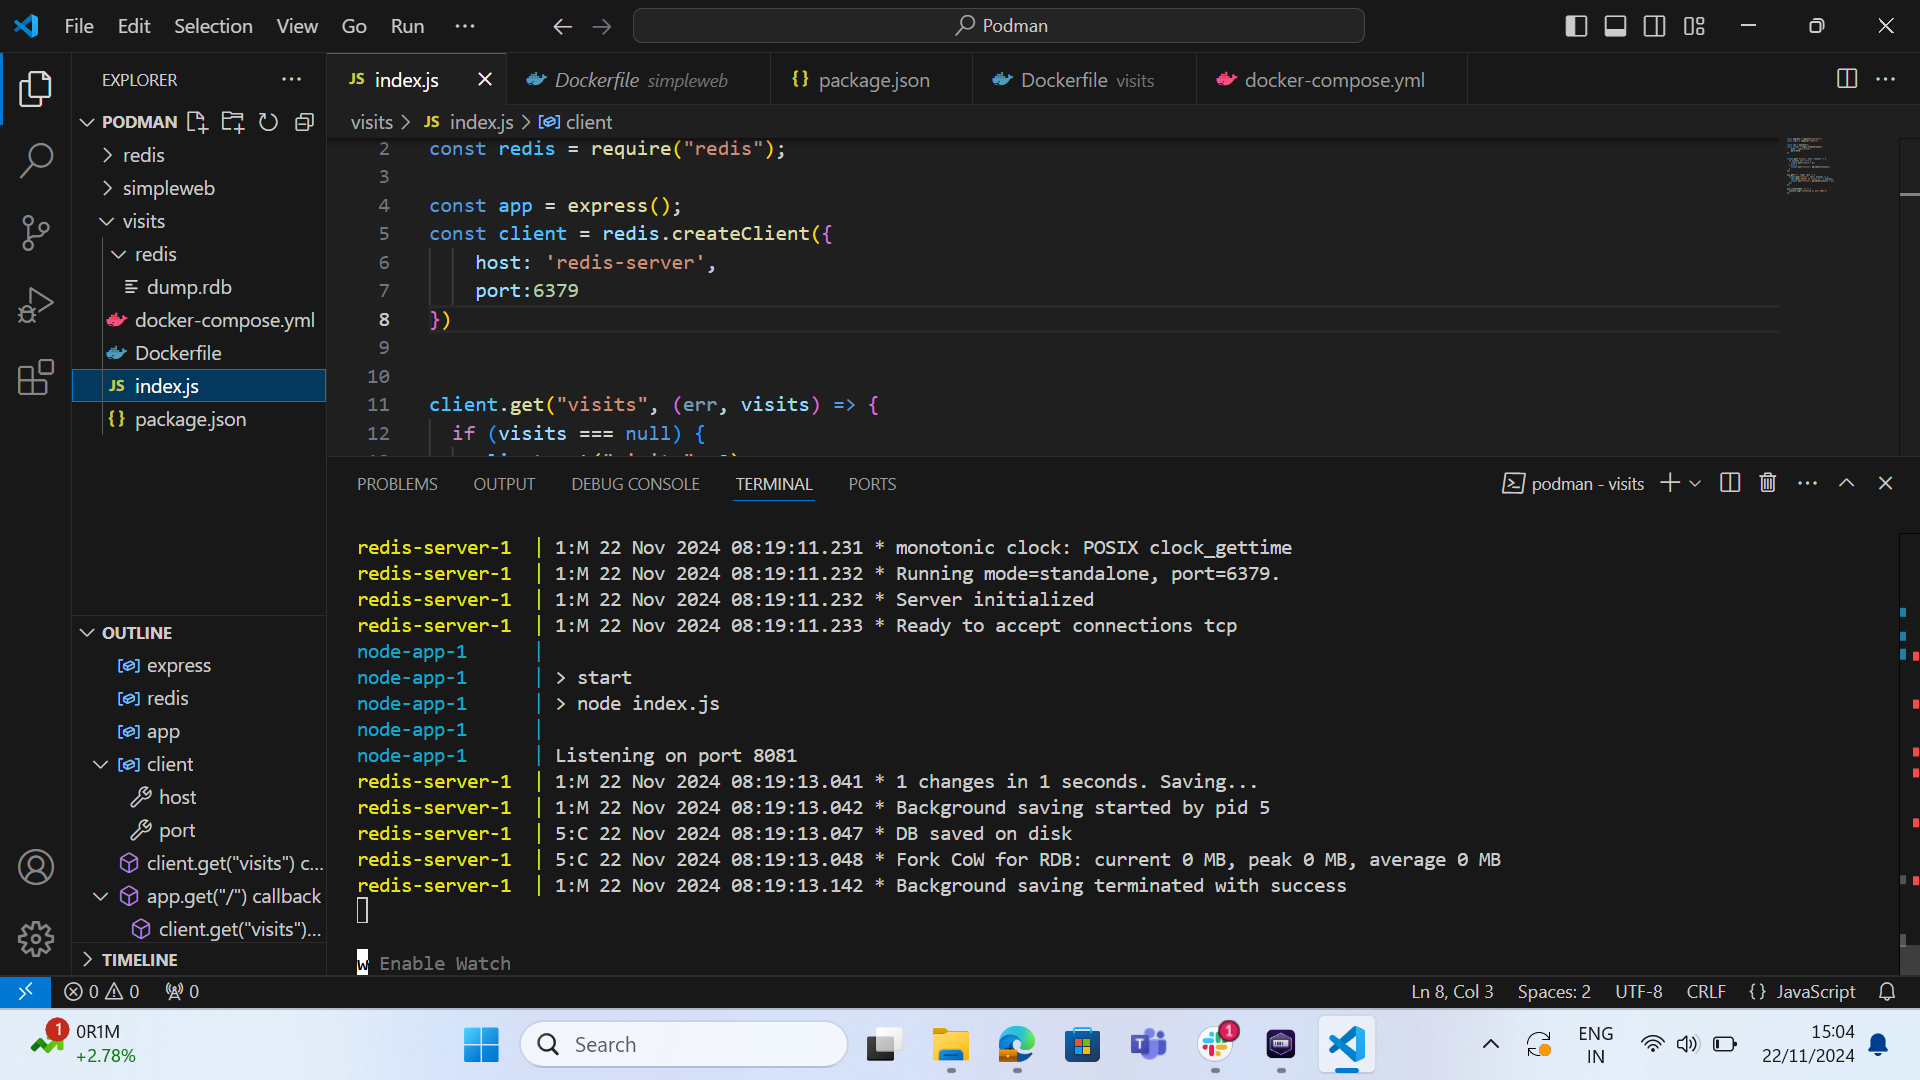 File Edit Selection View Go Run ··· Podman
EXPLORER
PODMAN
redis
simpleweb
visits
redis
dump.rdb
docker-compose.yml
Dockerfile
JS index.js
{} package.json
OUTLINE
express
redis
app
client
host
port
client.get("visits") c...
app.get("/") callback
client.get("visits")...
TIMELINE
JS index.js Dockerfile simpleweb {} package.json Dockerfile visits docker-compose.yml
visits > JS index.js > client
2 const redis = require("redis");
3
4 const app = express();
5 const client = redis.createClient({
6 host: 'redis-server',
7 port:6379
8 })
9
10
11 client.get("visits", (err, visits) => {
12 if (visits === null) {
PROBLEMS OUTPUT DEBUG CONSOLE TERMINAL PORTS podman - visits
redis-server-1 | 1:M 22 Nov 2024 08:19:11.231 * monotonic clock: POSIX clock_gettime
redis-server-1 | 1:M 22 Nov 2024 08:19:11.232 * Running mode=standalone, port=6379.
redis-server-1 | 1:M 22 Nov 2024 08:19:11.232 * Server initialized
redis-server-1 | 1:M 22 Nov 2024 08:19:11.233 * Ready to accept connections tcp
node-app-1 |
node-app-1 | > start
node-app-1 | > node index.js
node-app-1 |
node-app-1 | Listening on port 8081
redis-server-1 | 1:M 22 Nov 2024 08:19:13.041 * 1 changes in 1 seconds. Saving...
redis-server-1 | 1:M 22 Nov 2024 08:19:13.042 * Background saving started by pid 5
redis-server-1 | 5:C 22 Nov 2024 08:19:13.047 * DB saved on disk
redis-server-1 | 5:C 22 Nov 2024 08:19:13.048 * Fork CoW for RDB: current 0 MB, peak 0 MB, average 0 MB
redis-server-1 | 1:M 22 Nov 2024 08:19:13.142 * Background saving terminated with success
w Enable Watch
0 0 0 Ln 8, Col 3 Spaces: 2 UTF-8 CRLF {} JavaScript
1 0R1M
+2.78%
Search
1
ENG
IN
15:04
22/11/2024